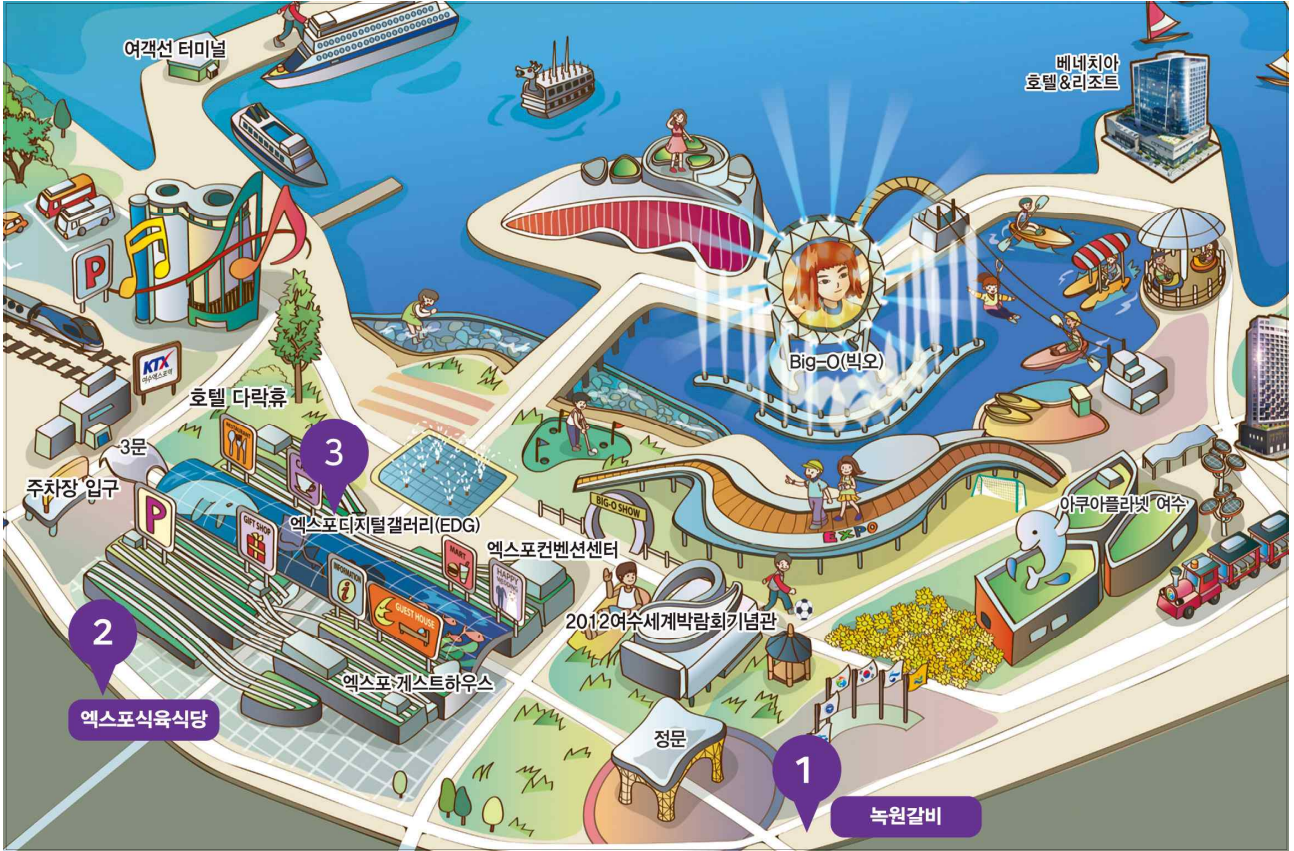 여객선 터미널
베네치아
호텔&리조트
P
KTX
여수엑스포역
Big-O(빅오)
호텔 다락휴
RESTAURANT
3문
3
주차장 입구
P
GIFT SHOP
엑스포디지털갤러리(EDG)
BIG-O SHOW
EXPO
아쿠아플라넷 여수
엑스포컨벤션센터
MART
INFORMATION
i
HAPPY
WEDDING
GUEST HOUSE
2012여수세계박람회기념관
2
엑스포 게스트하우스
엑스포식육식당
정문
1
녹원갈비